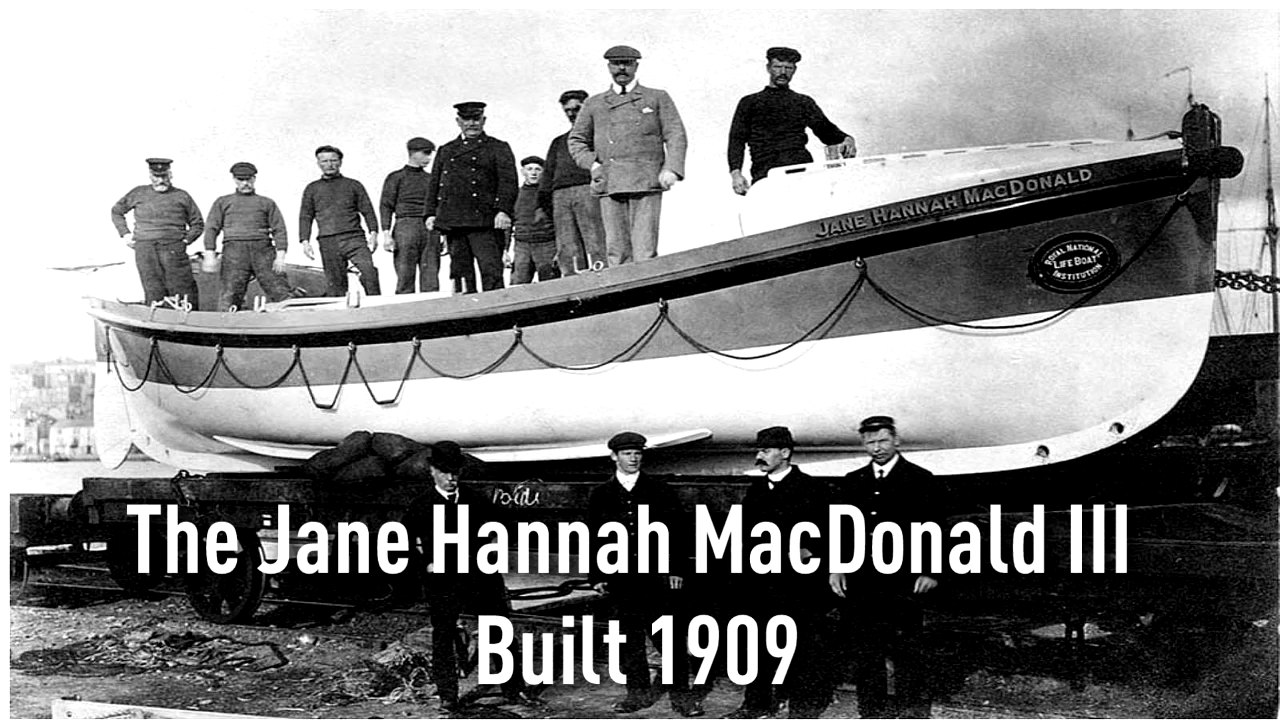 JANE HANNAH MACDONALD
ROYAL NATIONAL
LIFE BOAT
INSTITUTION
The Jane Hannah MacDonald III
Built 1909